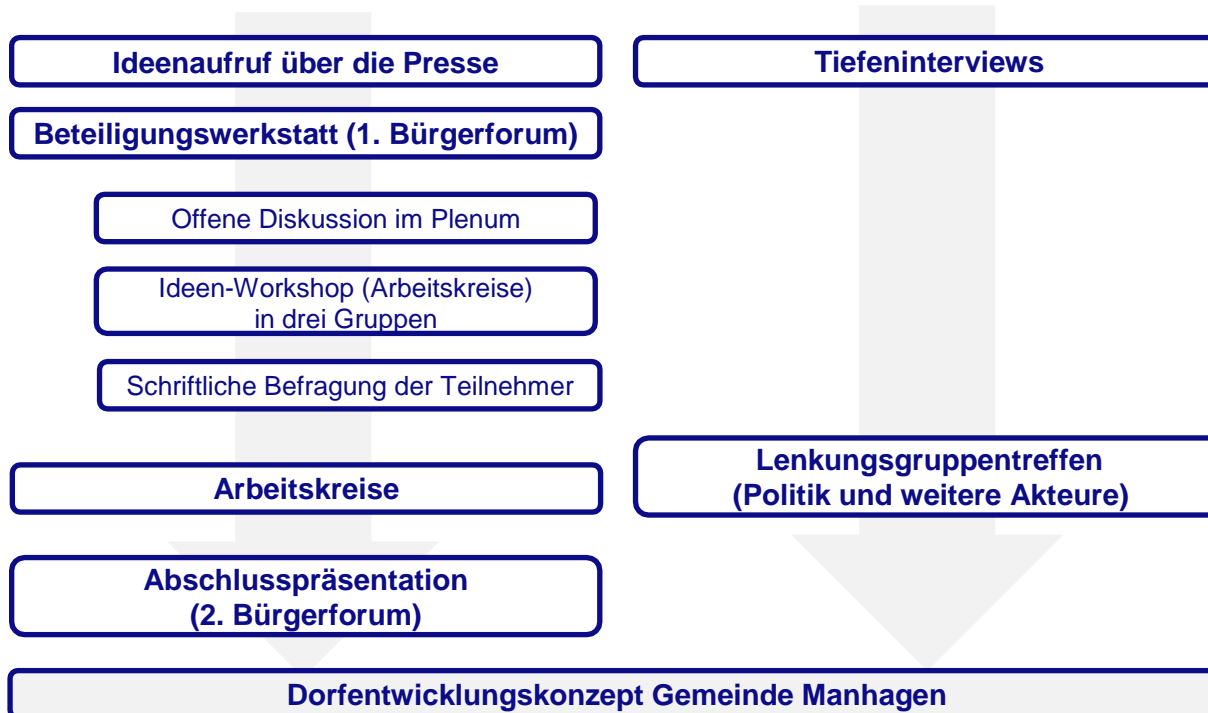 Ideenaufruf über die Presse
Tiefeninterviews
Beteiligungswerkstatt (1. Bürgerforum)
Offene Diskussion im Plenum
Ideen-Workshop (Arbeitskreise)
in drei Gruppen
Schriftliche Befragung der Teilnehmer
Arbeitskreise
Lenkungsgruppentreffen
(Politik und weitere Akteure)
Abschlusspräsentation
(2. Bürgerforum)
Dorfentwicklungskonzept Gemeinde Manhagen